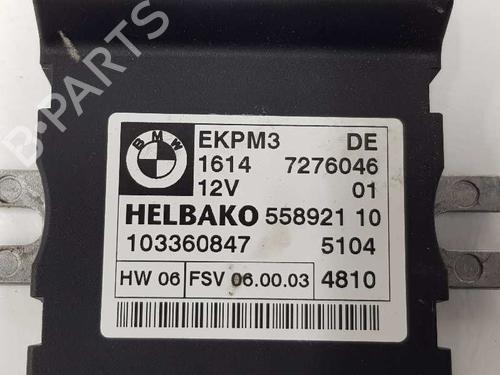 B-PARTS
BMW
EKPM3 DE
1614 7276046
12V 01
HELBAKO 558921 10
103360847 5104
HW 06 FSV 06.00.03 4810